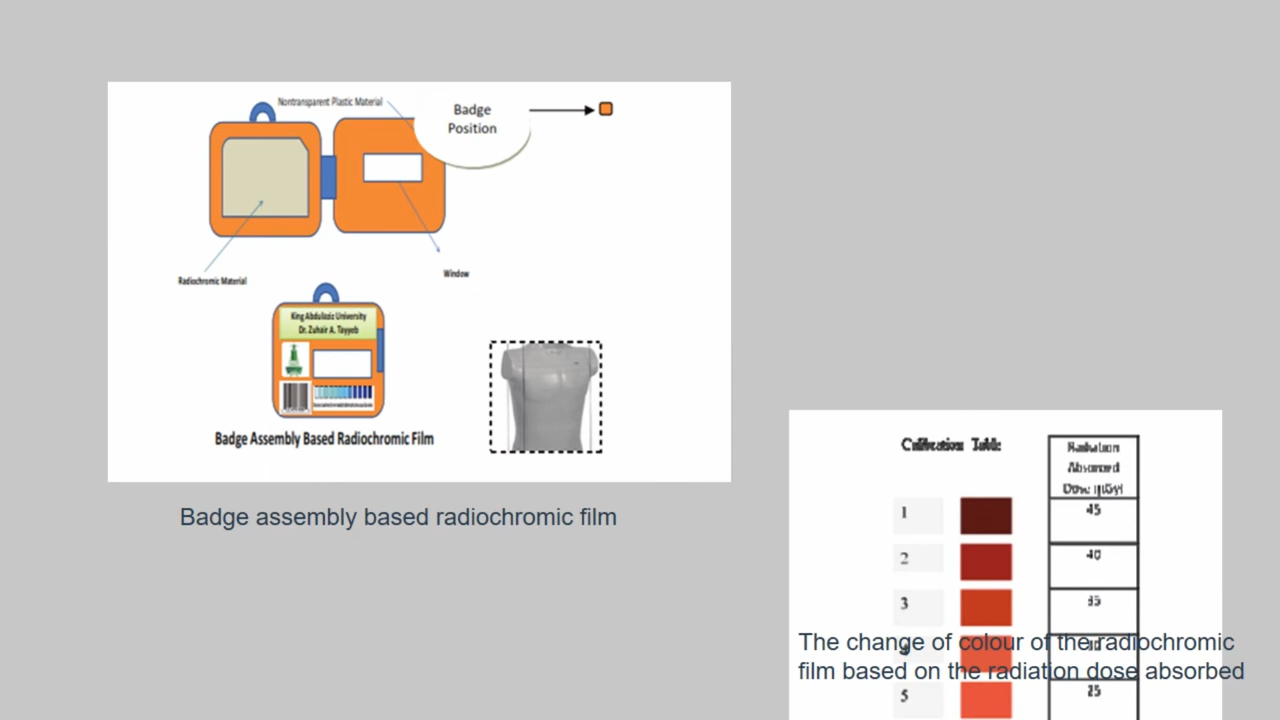 Nontransparent Plastic Material
Badge
Position
Radiochromic Material
Window
King Abdulaziz University
Dr. Zuhair A. Tayyeb
Badge Assembly Based Radiochromic Film
Badge assembly based radiochromic film
Calibration Table
Radiation
Absorbed
Dose (µGy)
1
45
2
40
3
35
The change of colour of the radiochromic
film based on the radiation dose absorbed
5
25